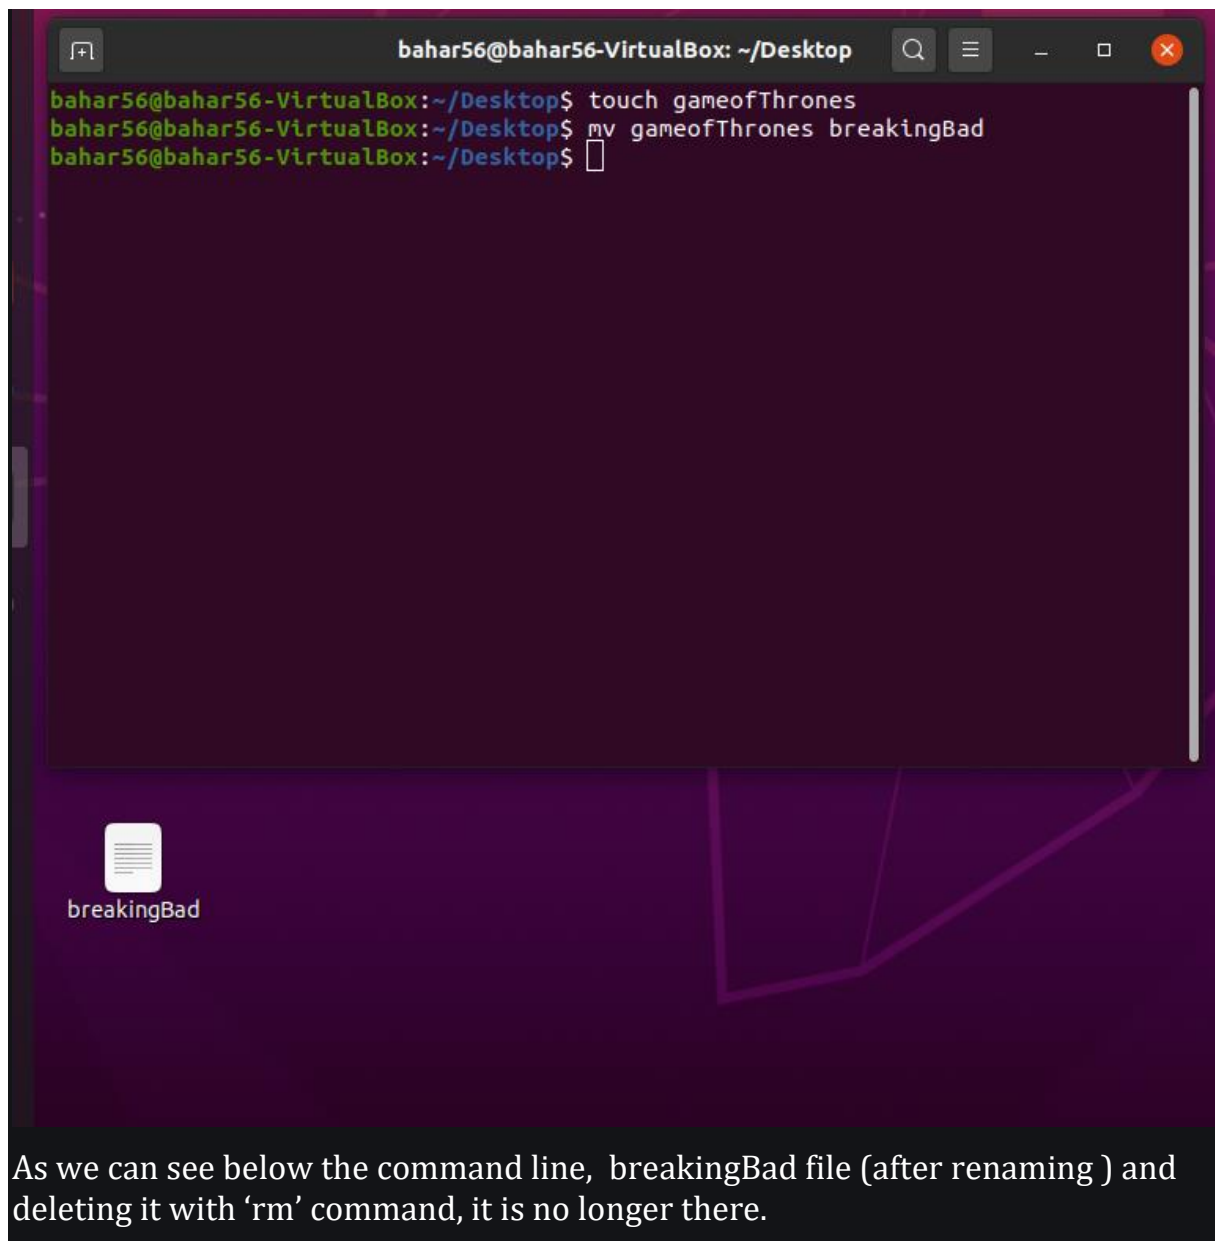 bahar56@bahar56-VirtualBox: ~/Desktop
bahar56@bahar56-VirtualBox:~/Desktop$ touch gameofThrones
bahar56@bahar56-VirtualBox:~/Desktop$ mv gameofThrones breakingBad
bahar56@bahar56-VirtualBox:~/Desktop$
breakingBad
As we can see below the command line,  breakingBad file (after renaming ) and
deleting it with ‘rm’ command, it is no longer there.